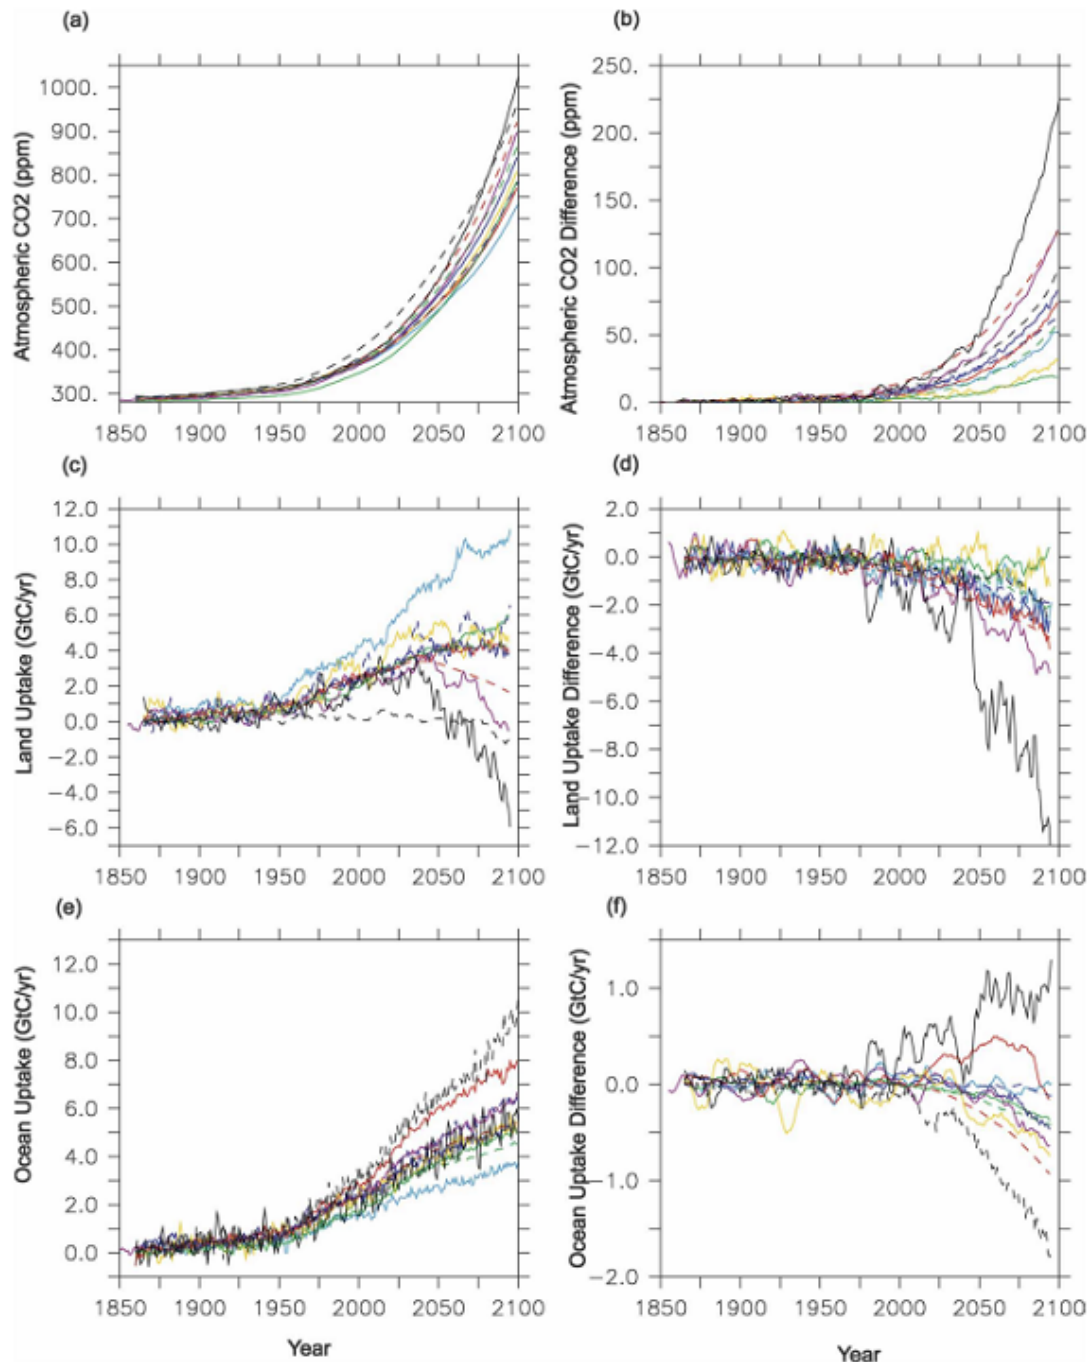 (a)
Atmospheric CO2 (ppm)
1000.
900.
800.
700.
600.
500.
400.
300.
1850 1900 1950 2000 2050 2100
(b)
Atmospheric CO2 Difference (ppm)
250.
200.
150.
100.
50.
0.
1850 1900 1950 2000 2050 2100
(c)
Land Uptake (GtC/yr)
12.0
10.0
8.0
6.0
4.0
2.0
0.0
−2.0
−4.0
−6.0
1850 1900 1950 2000 2050 2100
(d)
Land Uptake Difference (GtC/yr)
2.0
0.0
−2.0
−4.0
−6.0
−8.0
−10.0
−12.0
1850 1900 1950 2000 2050 2100
(e)
Ocean Uptake (GtC/yr)
12.0
10.0
8.0
6.0
4.0
2.0
0.0
1850 1900 1950 2000 2050 2100
Year
(f)
Ocean Uptake Difference (GtC/yr)
1.0
0.0
−1.0
−2.0
1850 1900 1950 2000 2050 2100
Year